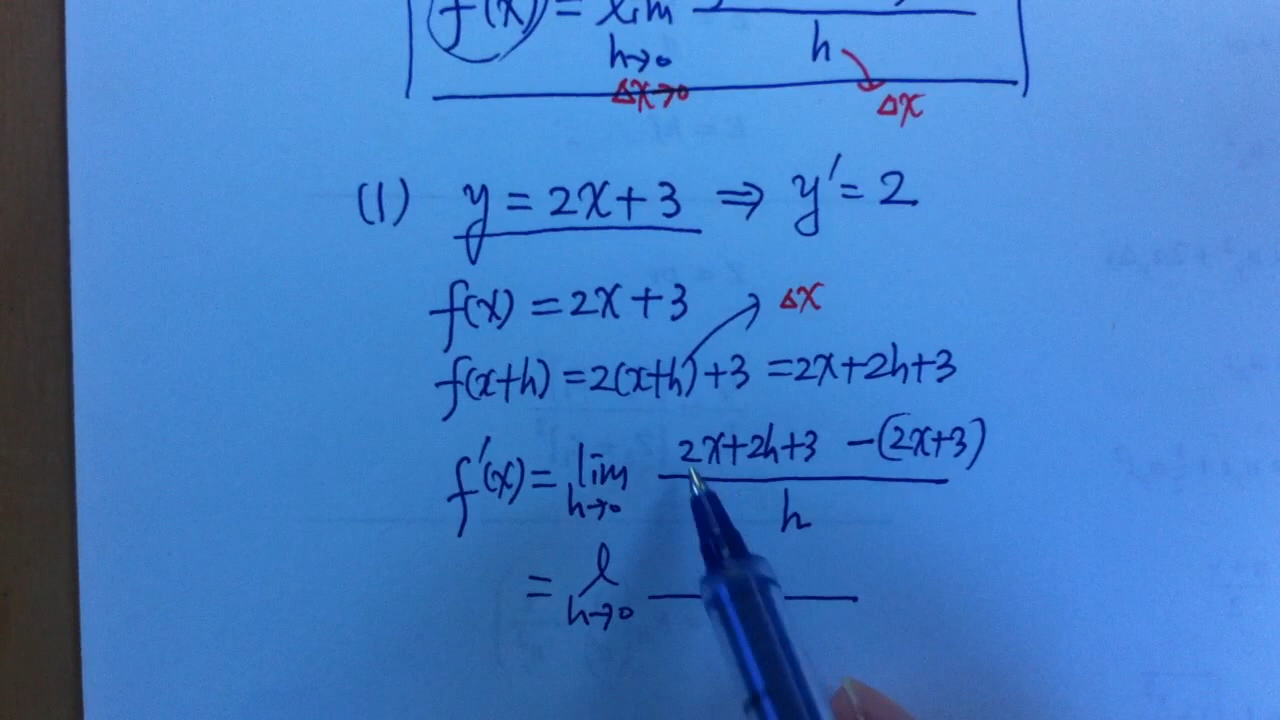 f'(x) = lim
h→0 h
Δx→0 Δx
(1) y = 2x+3 ⇒ y' = 2
f(x) = 2x+3 Δx
f(x+h) = 2(x+h)+3 = 2x+2h+3
f'(x) = lim 2x+2h+3 -(2x+3)
h→0 h
= l
h→0